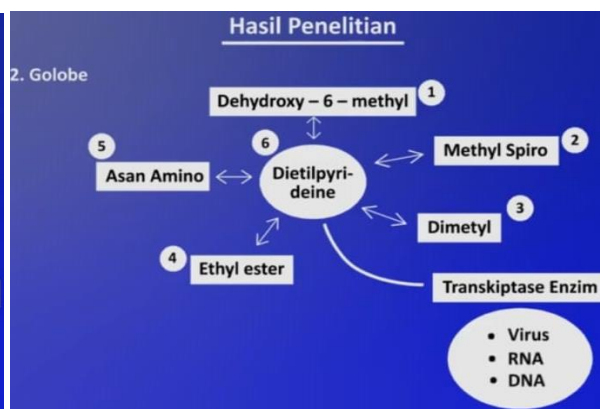 Hasil Penelitian
2. Golobe
Dehydroxy – 6 – methyl
1
Methyl Spiro
2
Dimetyl
3
Ethyl ester
4
Asan Amino
5
6
Dietilpyri-
deine
Transkiptase Enzim
• Virus
• RNA
• DNA